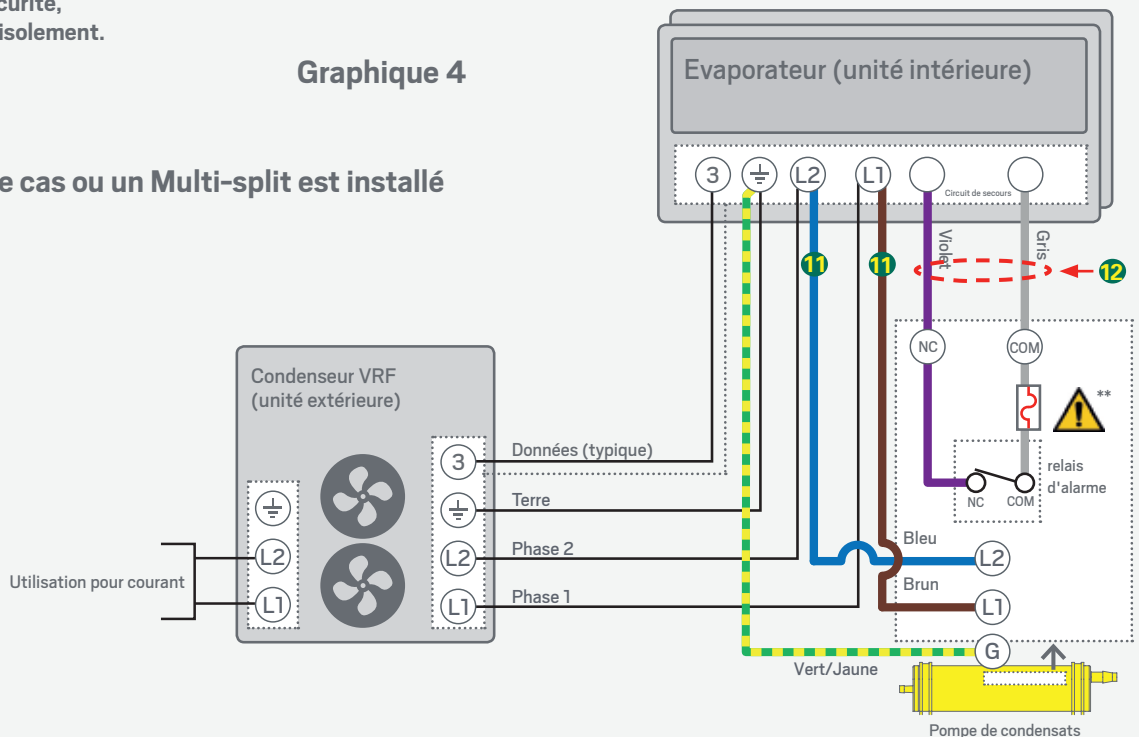 isolement.
Graphique 4
cas ou un Multi-split est installé
Evaporateur (unité intérieure)
3
L2
L1
Circuit de secours
Violet
Gris
11
11
12
NC
COM
**
relais
d'alarme
NC
COM
Condenseur VRF
(unité extérieure)
3
L2
L1
L2
L1
Données (typique)
Terre
Phase 2
Phase 1
Utilisation pour courant
Bleu
L2
Brun
L1
G
Vert/Jaune
Pompe de condensats